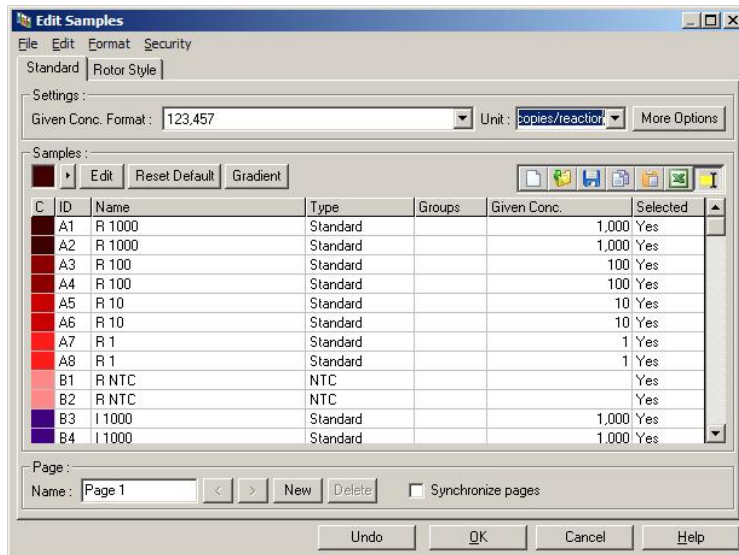 Edit Samples
File Edit Format Security
Standard Rotor Style
Settings :
Given Conc. Format : 123,457 Unit : copies/reaction More Options
Samples :
Edit Reset Default Gradient
C ID Name Type Groups Given Conc. Selected
A1 R 1000 Standard 1,000 Yes
A2 R 1000 Standard 1,000 Yes
A3 R 100 Standard 100 Yes
A4 R 100 Standard 100 Yes
A5 R 10 Standard 10 Yes
A6 R 10 Standard 10 Yes
A7 R 1 Standard 1 Yes
A8 R 1 Standard 1 Yes
B1 R NTC NTC Yes
B2 R NTC NTC Yes
B3 I 1000 Standard 1,000 Yes
B4 I 1000 Standard 1,000 Yes
Page :
Name : Page 1 < > New Delete Synchronize pages
Undo OK Cancel Help